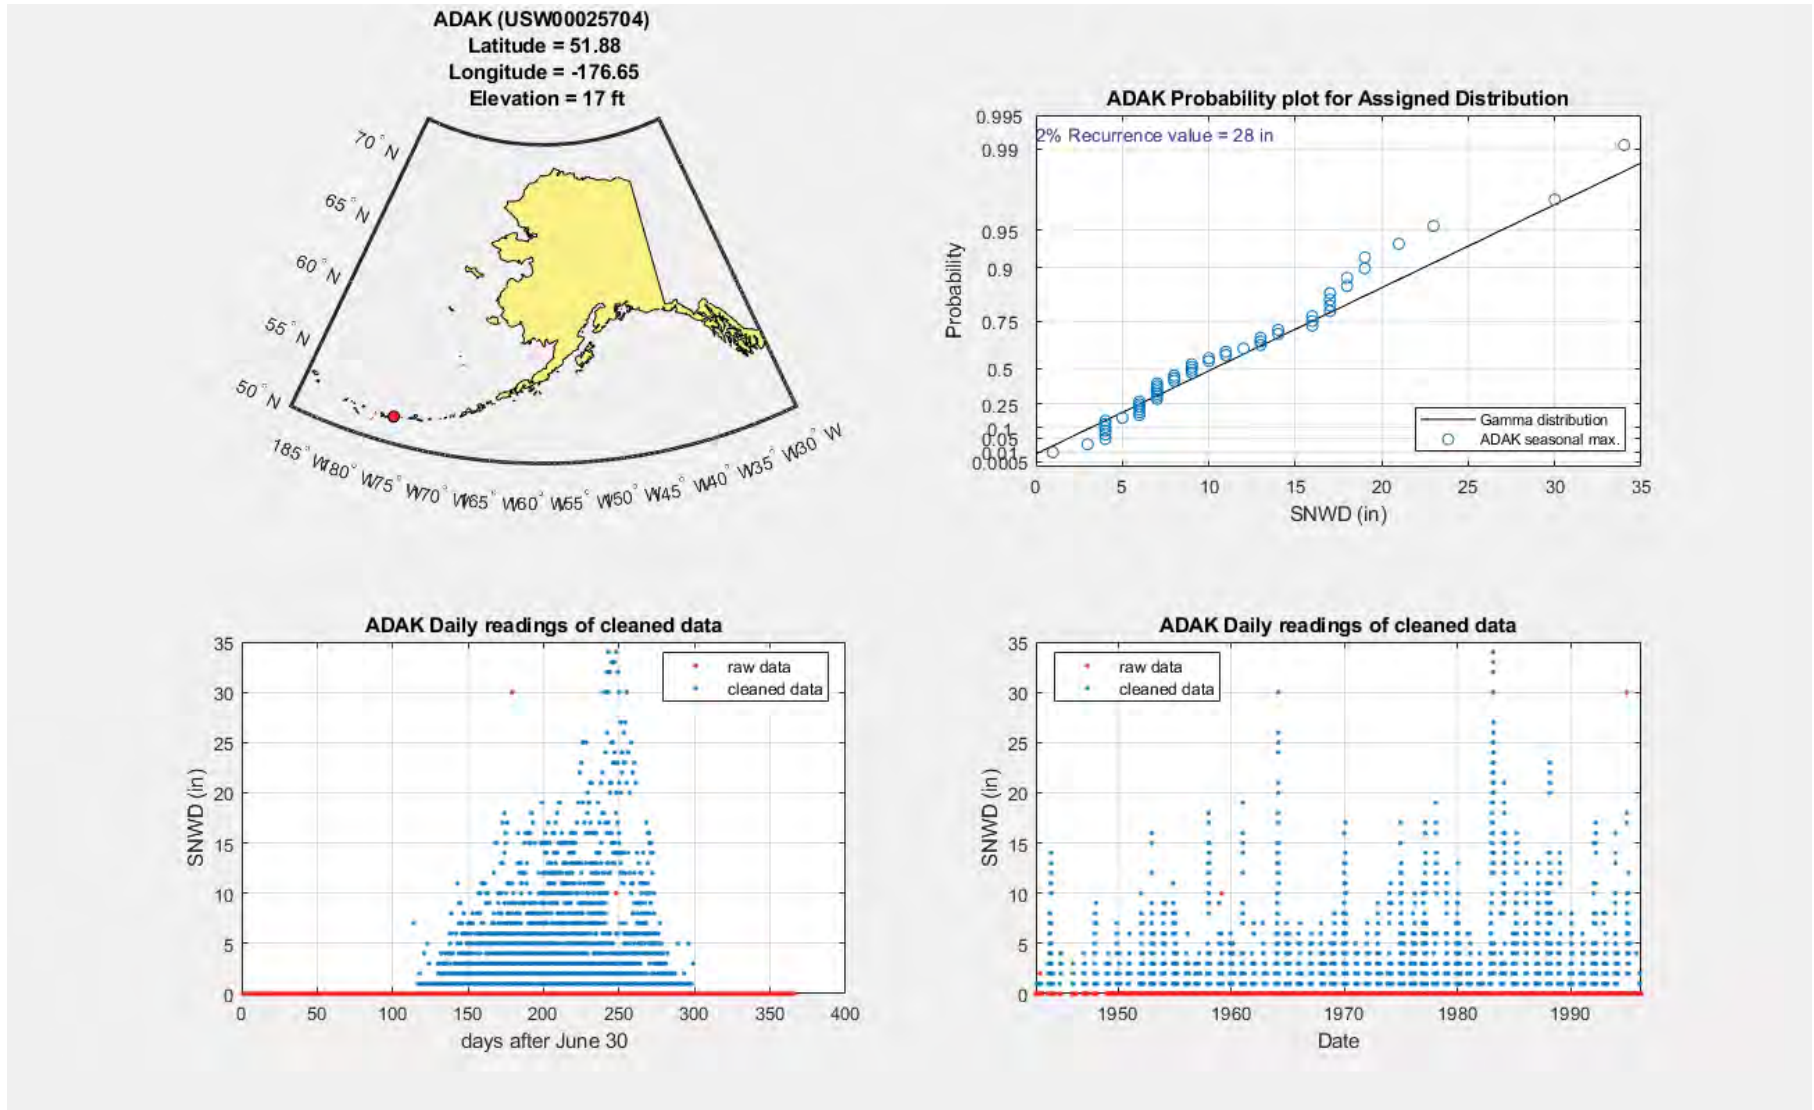 ADAK (USW00025704)
Latitude = 51.88
Longitude = -176.65
Elevation = 17 ft
70°N
65°N
60°N
55°N
50°N
185°W
180°W
175°W
170°W
165°W
160°W
155°W
150°W
145°W
140°W
135°W
130°W
ADAK Probability plot for Assigned Distribution
2% Recurrence value = 28 in
0.995
0.99
0.95
0.9
0.75
0.5
0.25
0.1
0.05
0.01
0.0005
Probability
Gamma distribution
ADAK seasonal max.
0 5 10 15 20 25 30 35
SNWD (in)
ADAK Daily readings of cleaned data
raw data
cleaned data
35
30
25
20
15
10
5
0
SNWD (in)
0 50 100 150 200 250 300 350 400
days after June 30
ADAK Daily readings of cleaned data
raw data
cleaned data
35
30
25
20
15
10
5
0
SNWD (in)
1950 1960 1970 1980 1990
Date